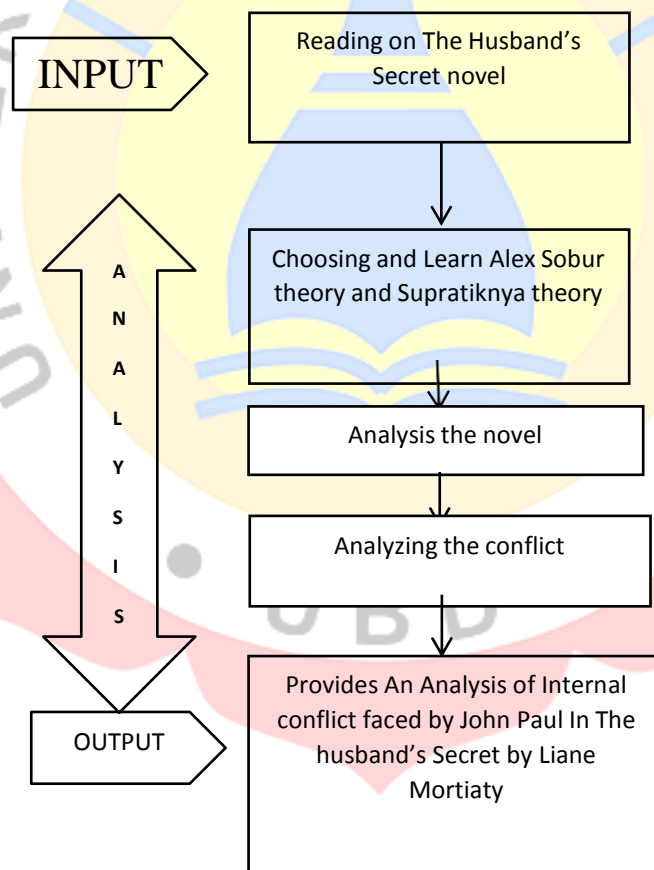 INPUT
Reading on The Husband's
Secret novel
A
N
A
L
Y
S
I
S
Choosing and Learn Alex Sobur
theory and Supratiknya theory
Analysis the novel
Analyzing the conflict
UBD
OUTPUT
Provides An Analysis of Internal
conflict faced by John Paul In The
husband's Secret by Liane
Mortiaty